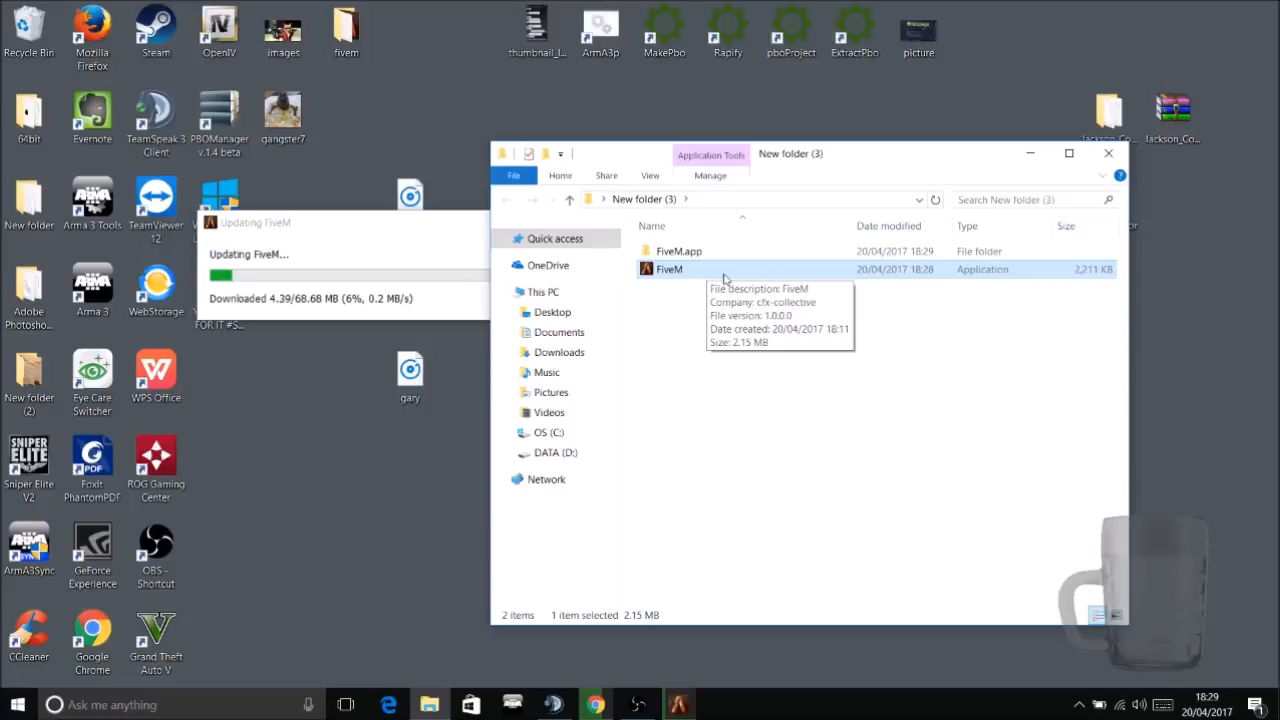 Recycle Bin
Mozilla Firefox
Steam
OpenIV
images
fivem
thumbnail_I...
ArmA3p
MakePbo
Rapify
pboProject
ExtractPbo
picture
64bit
Evernote
TeamSpeak 3 Client
PBOManager v.1.4 beta
gangster7
Jackson_Co...
Jackson_Co...
New folder
Arma 3 Tools
TeamViewer 12
Updating FiveM
Updating FiveM...
Downloaded 4.39/68.68 MB (6%, 0.2 MB/s)
FOR IT #S...
Adobe Photosho...
Arma 3
WebStorage
gary
New folder (2)
Eye Care Switcher
WPS Office
SNIPER ELITE
Sniper Elite V2
PDF
Foxit PhantomPDF
ROG Gaming Center
ArmA3Sync
GeForce Experience
OBS - Shortcut
CCleaner
Google Chrome
Grand Theft Auto V
Application Tools
New folder (3)
File
Home
Share
View
Manage
New folder (3)
Search New folder (3)
Name
Date modified
Type
Size
FiveM.app
20/04/2017 18:29
File folder
FiveM
20/04/2017 18:28
Application
2,211 KB
File description: FiveM
Company: cfx-collective
File version: 1.0.0.0
Date created: 20/04/2017 18:11
Size: 2.15 MB
Quick access
OneDrive
This PC
Desktop
Documents
Downloads
Music
Pictures
Videos
OS (C:)
DATA (D:)
Network
2 items
1 item selected 2.15 MB
Ask me anything
18:29
20/04/2017